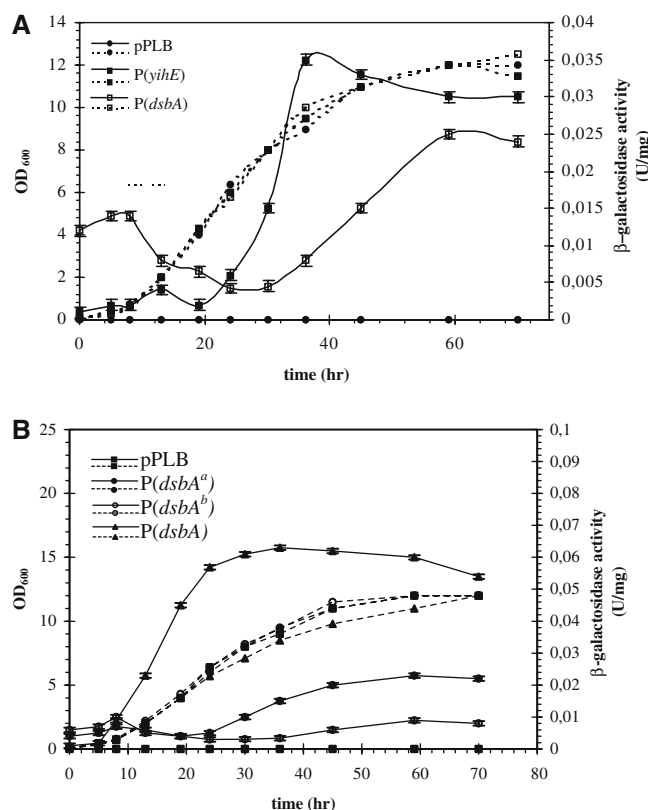 A
14
12
10
8
6
4
2
0
OD600
pPLB
P(yihE)
P(dsbA)
0,04
0,035
0,03
0,025
0,02
0,015
0,01
0,005
0
β–galactosidase activity
(U/mg)
0 20 40 60
time (hr)
B
25
20
15
10
5
0
OD600
pPLB
P(dsbAa)
P(dsbAb)
P(dsbA)
0,1
0,09
0,08
0,07
0,06
0,05
0,04
0,03
0,02
0,01
0
β-galactosidase activity
(U/mg)
0 10 20 30 40 50 60 70 80
time (hr)